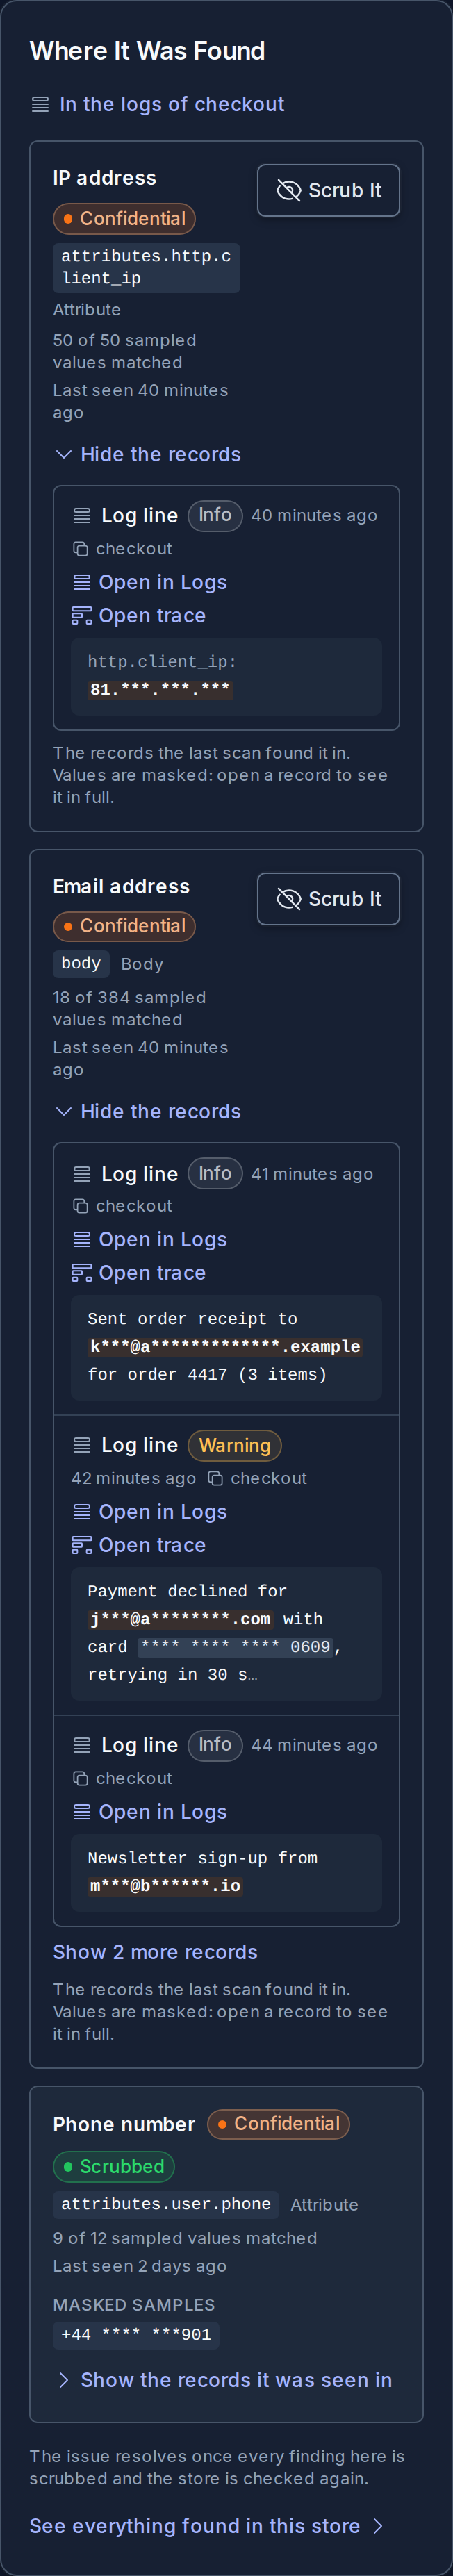 Where It Was Found
In the logs of checkout
IP address
Scrub It
Confidential
attributes.http.c
lient_ip
Attribute
50 of 50 sampled
values matched
Last seen 40 minutes
ago
Hide the records
Log line Info 40 minutes ago
checkout
Open in Logs
Open trace
http.client_ip:
81.***.***.***
The records the last scan found it in.
Values are masked: open a record to see
it in full.
Email address
Scrub It
Confidential
body Body
18 of 384 sampled
values matched
Last seen 40 minutes
ago
Hide the records
Log line Info 41 minutes ago
checkout
Open in Logs
Open trace
Sent order receipt to
k***@a*************.example
for order 4417 (3 items)
Log line Warning
42 minutes ago checkout
Open in Logs
Open trace
Payment declined for
j***@a********.com with
card **** **** **** 0609,
retrying in 30 s…
Log line Info 44 minutes ago
checkout
Open in Logs
Newsletter sign-up from
m***@b******.io
Show 2 more records
The records the last scan found it in.
Values are masked: open a record to see
it in full.
Phone number Confidential
Scrubbed
attributes.user.phone Attribute
9 of 12 sampled values matched
Last seen 2 days ago
MASKED SAMPLES
+44 **** ***901
Show the records it was seen in
The issue resolves once every finding here is
scrubbed and the store is checked again.
See everything found in this store